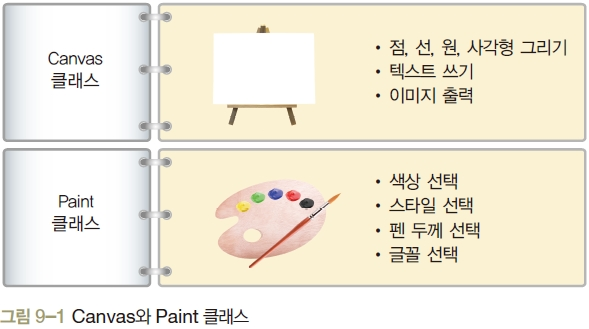 Canvas
클래스
• 점, 선, 원, 사각형 그리기
• 텍스트 쓰기
• 이미지 출력
Paint
클래스
• 색상 선택
• 스타일 선택
• 펜 두께 선택
• 글꼴 선택
그림 9-1 Canvas와 Paint 클래스